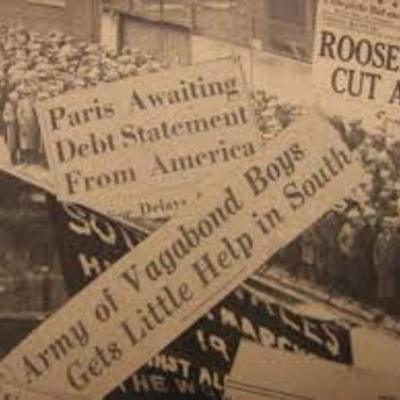 ROOSE
CUT A
Paris Awaiting
Debt Statement
From America
Delays
Army of Vagabond Boys
Gets Little Help in South
MARCH
19
THE